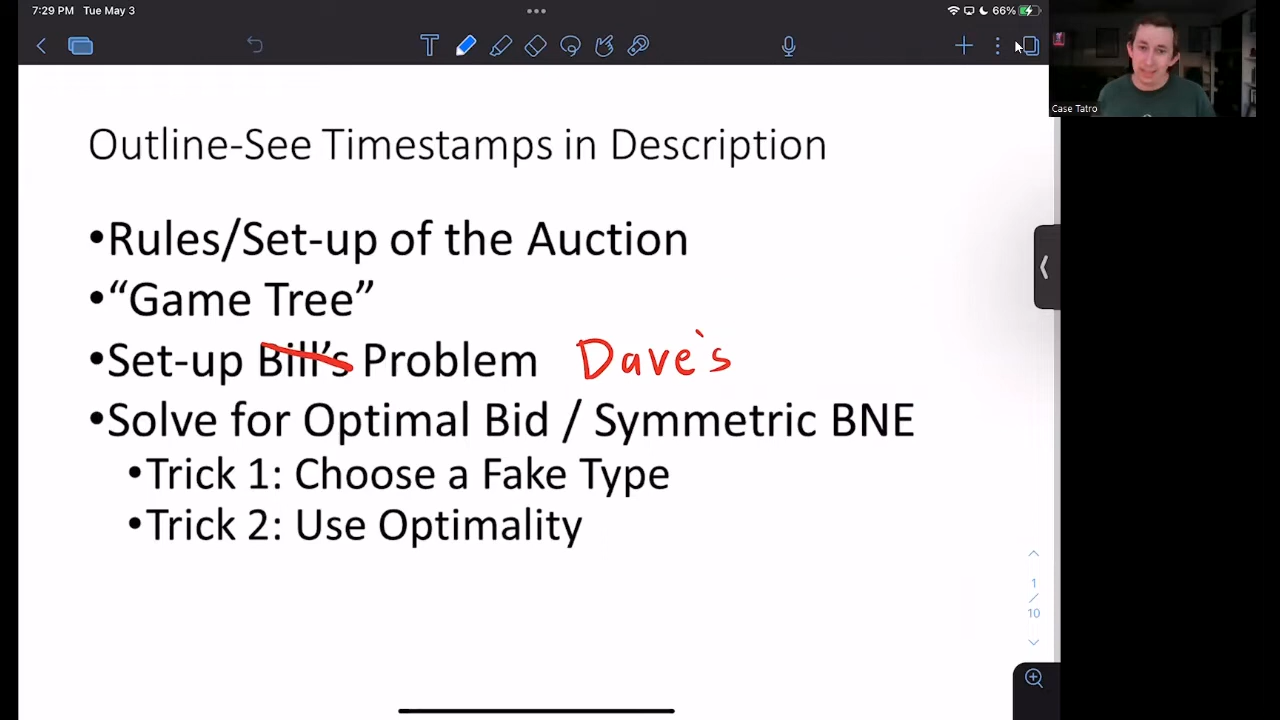 7:29 PM Tue May 3
66%
Case Tatro
Outline-See Timestamps in Description
•Rules/Set-up of the Auction
•“Game Tree”
•Set-up Bill’s Problem Dave's
•Solve for Optimal Bid / Symmetric BNE
•Trick 1: Choose a Fake Type
•Trick 2: Use Optimality
1
/
10